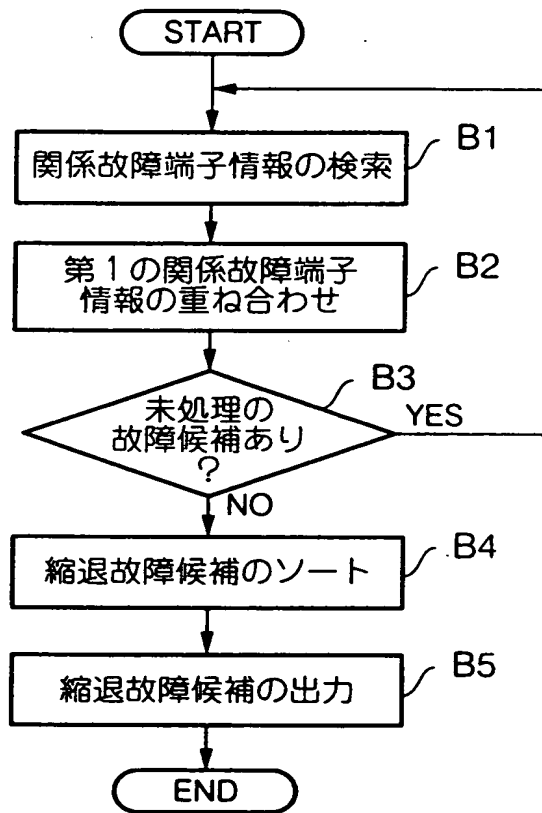 START
関係故障端子情報の検索
B1
第１の関係故障端子
情報の重ね合わせ
B2
未処理の
故障候補あり
?
B3
YES
NO
縮退故障候補のソート
B4
縮退故障候補の出力
B5
END